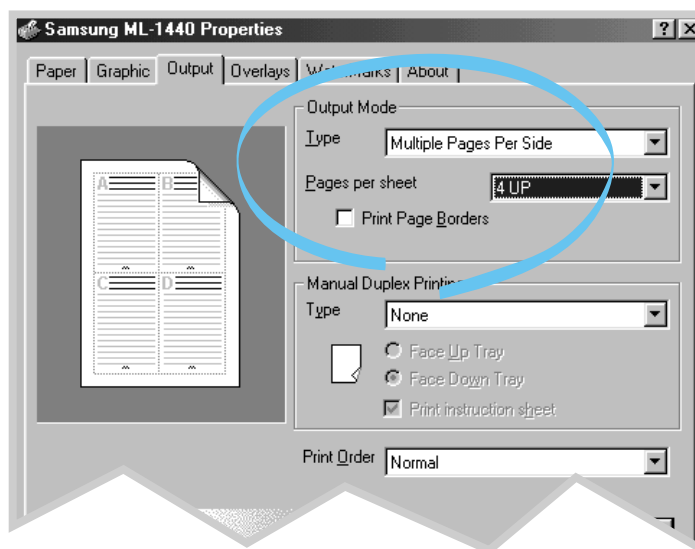 Samsung ML-1440 Properties
Paper Graphic Output Overlays Watermarks About
Output Mode
Type Multiple Pages Per Side
Pages per sheet 4 UP
Print Page Borders
A B
C D
Manual Duplex Printing
Type None
Face Up Tray
Face Down Tray
Print instruction sheet
Print Order Normal